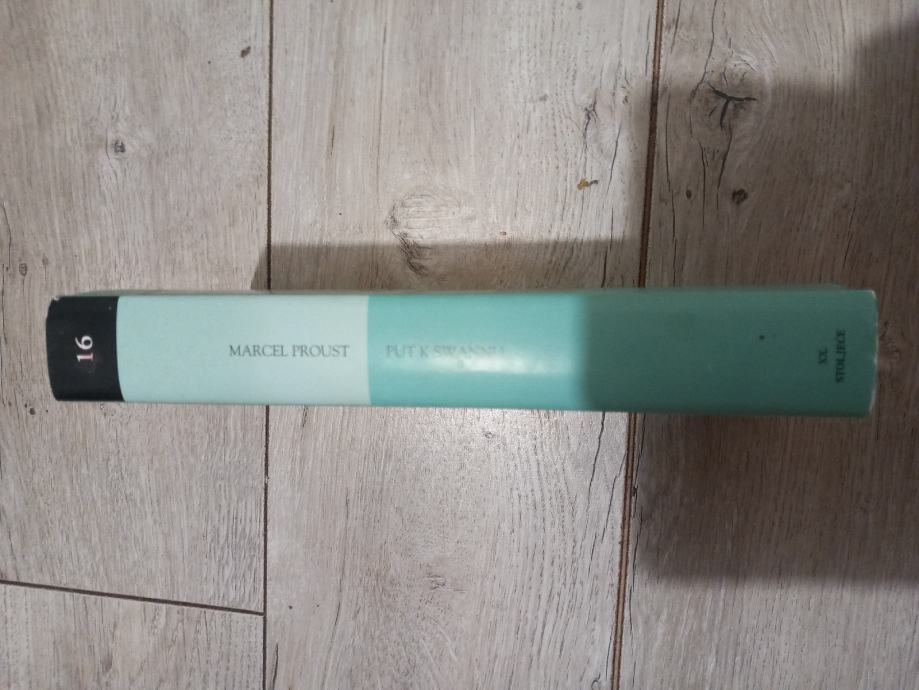 16
MARCEL PROUST
PUT K SWANNU
XX.
STOLJEĆE